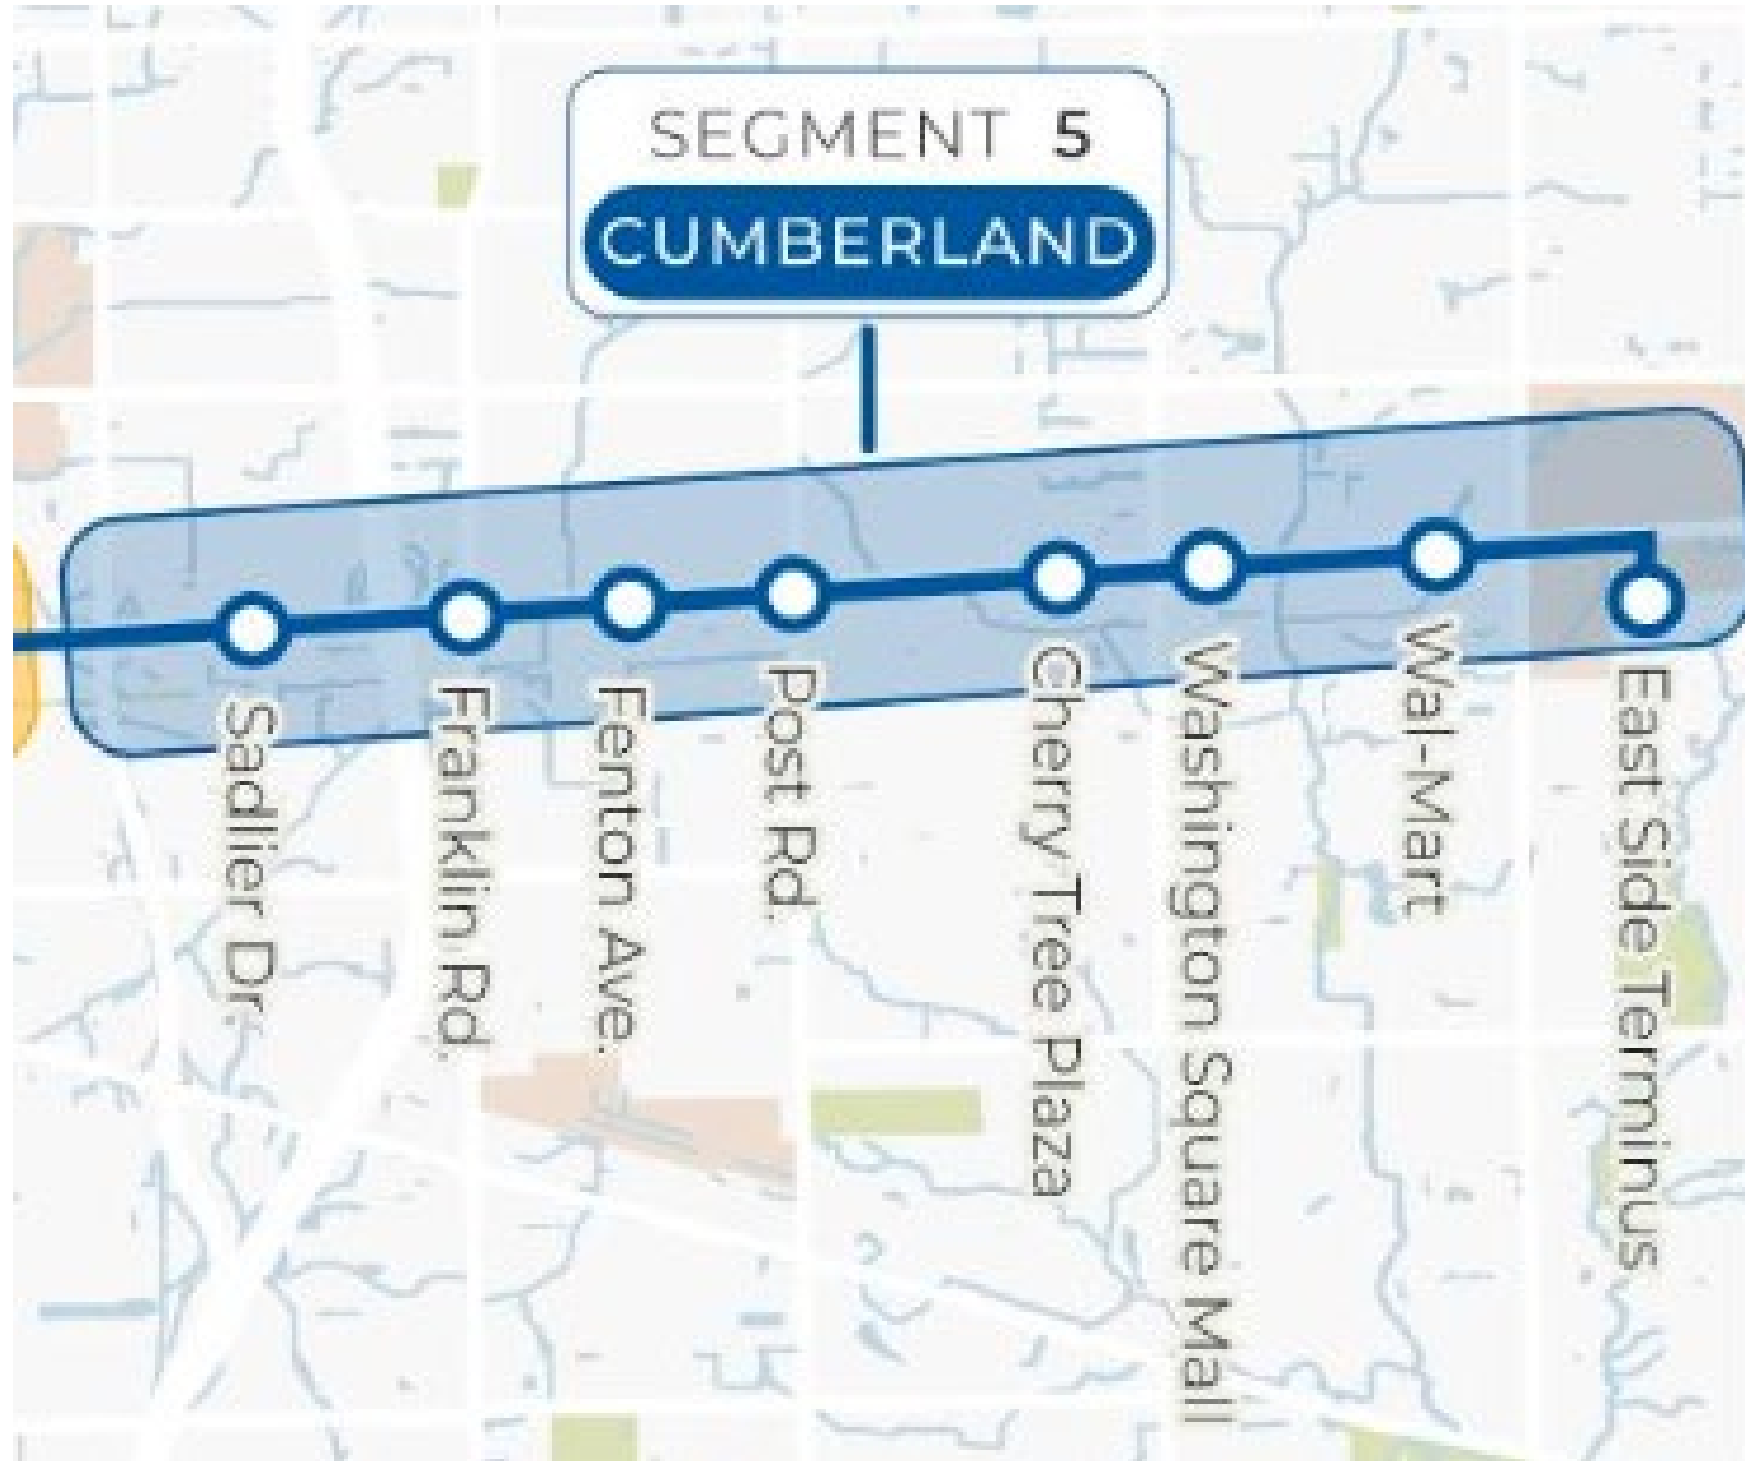 SEGMENT 5
CUMBERLAND
Sadlier Dr.
Franklin Rd.
Fenton Ave.
Post Rd.
Cherry Tree Plaza
Washington Square Mall
Wal-Mart
East Side Terminus